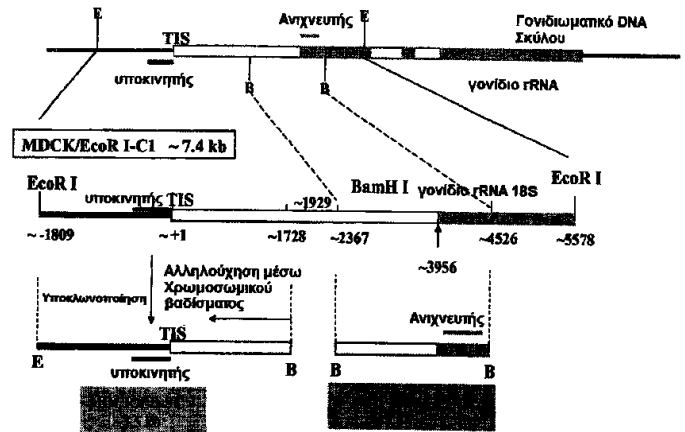 E
TIS
Ανιχνευτής
E
Γονιδιωματικό DNA
Σκύλου
υποκινητής
B
B
γονίδιο rRNA
MDCK/EcoR I-C1 ~ 7.4 kb
EcoR I
υποκινητής TIS
~1929
BamH I
γονίδιο rRNA 18S
EcoR I
~ -1809
~ +1
~1728
~2367
~4526
~5578
~3956
Υποκλωνοποίηση
Αλληλούχηση μέσω
Χρωμοσωμικού
βαδίσματος
TIS
Ανιχνευτής
E
υποκινητής
B
B
B